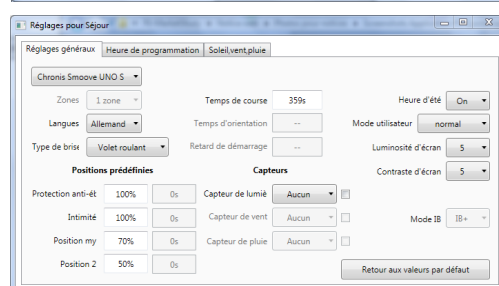 Réglages pour Séjour
Réglages généraux Heure de programmation Soleil,vent,pluie
Chronis Smoove UNO S
Zones 1 zone Temps de course 359s Heure d'été On
Langues Allemand Temps d'orientation -- Mode utilisateur normal
Type de brise Volet roulant Retard de démarrage -- Luminosité d'écran 5
Positions prédéfinies Capteurs Contraste d'écran 5
Protection anti-ét 100% 0s Capteur de lumiè Aucun
Intimité 100% 0s Capteur de vent Aucun Mode IB IB+
Position my 70% 0s Capteur de pluie Aucun
Position 2 50% 0s Retour aux valeurs par défaut